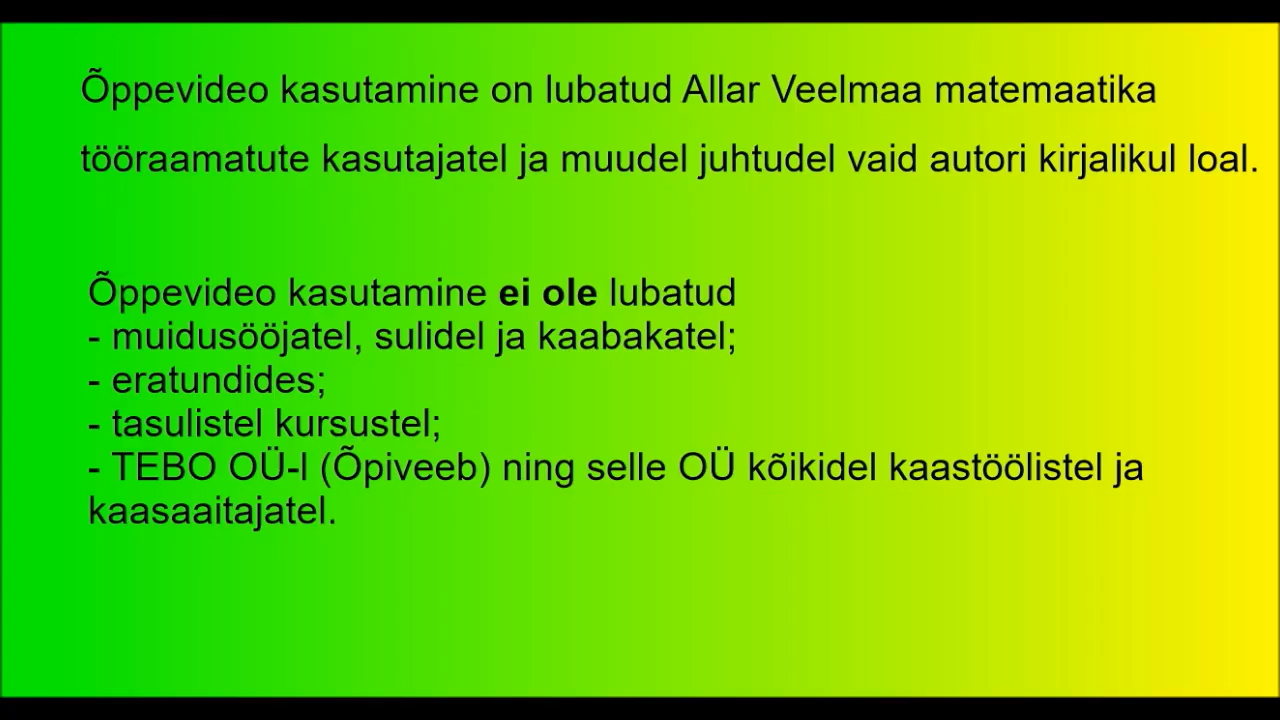 Õppevideo kasutamine on lubatud Allar Veelmaa matemaatika
tööraamatute kasutajatel ja muudel juhtudel vaid autori kirjalikul loal.
Õppevideo kasutamine ei ole lubatud
- muidusööjatel, sulidel ja kaabakatel;
- eratundides;
- tasulistel kursustel;
- TEBO OÜ-l (Õpiveeb) ning selle OÜ kõikidel kaastöölistel ja
kaasaaitajatel.